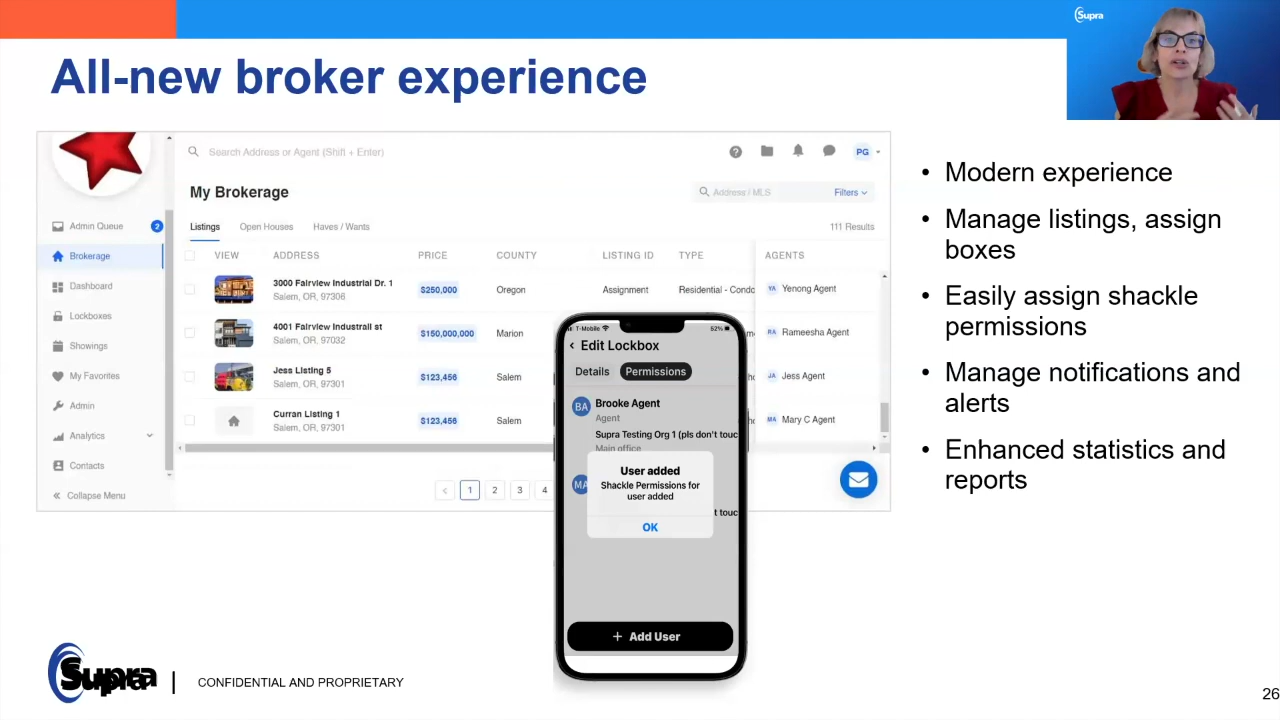 Supra
All-new broker experience
Search Address or Agent (Shift + Enter)
PG
My Brokerage
Address / MLS
Filters
Admin Queue
2
Listings
Open Houses
Haves / Wants
111 Results
Brokerage
VIEW
ADDRESS
PRICE
COUNTY
LISTING ID
TYPE
AGENTS
Dashboard
3000 Fairview Industrial Dr. 1
Salem, OR, 97306
$250,000
Oregon
Assignment
Residential - Condo
YA
Yenong Agent
Lockboxes
4001 Fairview Industrail st
Salem, OR, 97032
$150,000,000
Marion
RA
Rameesha Agent
Showings
My Favorites
Jess Listing 5
Salem, OR, 97301
$123,456
Salem
JA
Jess Agent
Admin
Curran Listing 1
Salem, OR, 97301
$123,456
Salem
MA
Mary C Agent
Analytics
Contacts
Collapse Menu
1
2
3
4
T-Mobile
52%
Edit Lockbox
Details
Permissions
BA
Brooke Agent
Agent
Supra Testing Org 1 (pls don't touc
Main office
MA
User added
Shackle Permissions for
user added
t touc
OK
+ Add User
• Modern experience
• Manage listings, assign
boxes
• Easily assign shackle
permissions
• Manage notifications and
alerts
• Enhanced statistics and
reports
Supra
CONFIDENTIAL AND PROPRIETARY
26